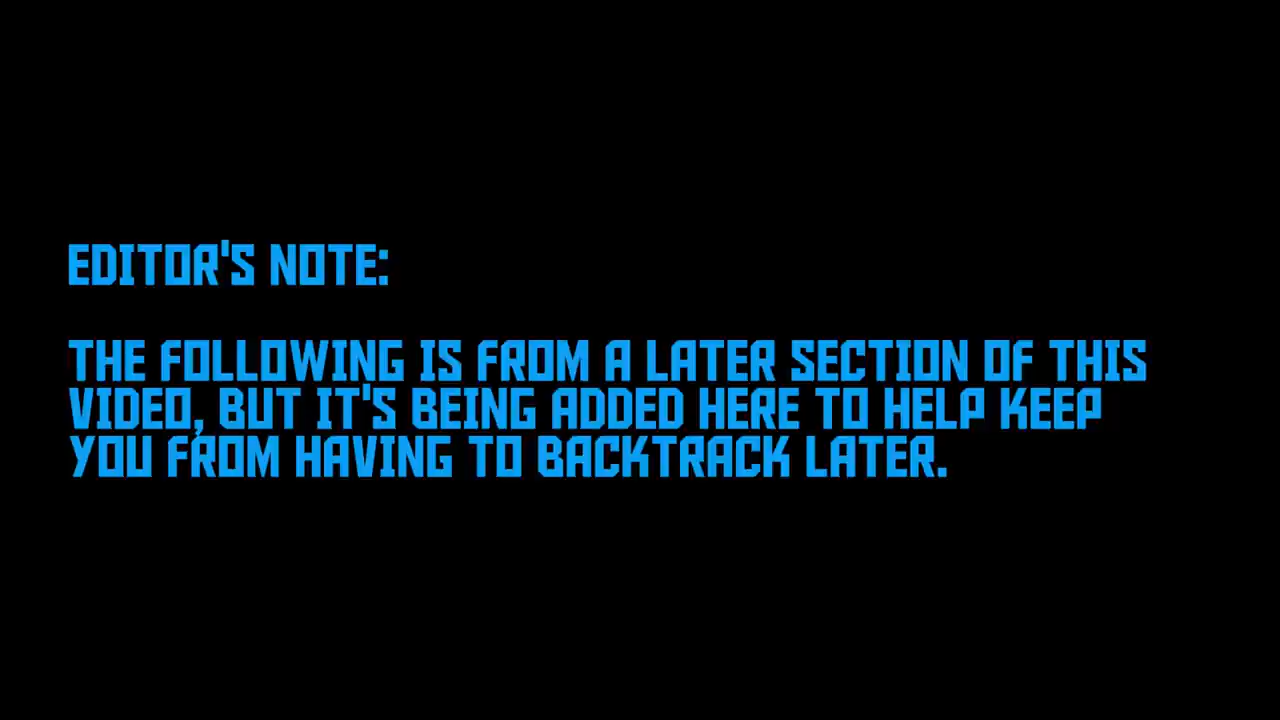 EDITOR'S NOTE:
THE FOLLOWING IS FROM A LATER SECTION OF THIS
VIDEO, BUT IT'S BEING ADDED HERE TO HELP KEEP
YOU FROM HAVING TO BACKTRACK LATER.